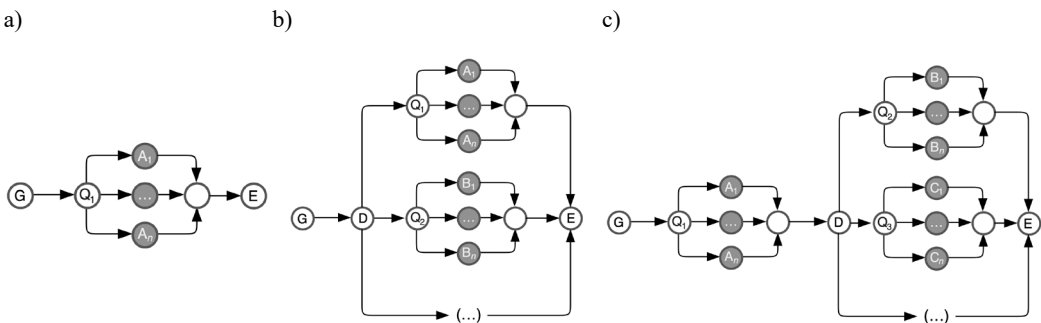 a)
b)
c)
G
Q1
A1
...
An
E
G
D
Q1
A1
...
An
Q2
B1
...
Bn
(...)
E
G
Q1
A1
...
An
D
Q2
B1
...
Bn
Q3
C1
...
Cn
(...)
E